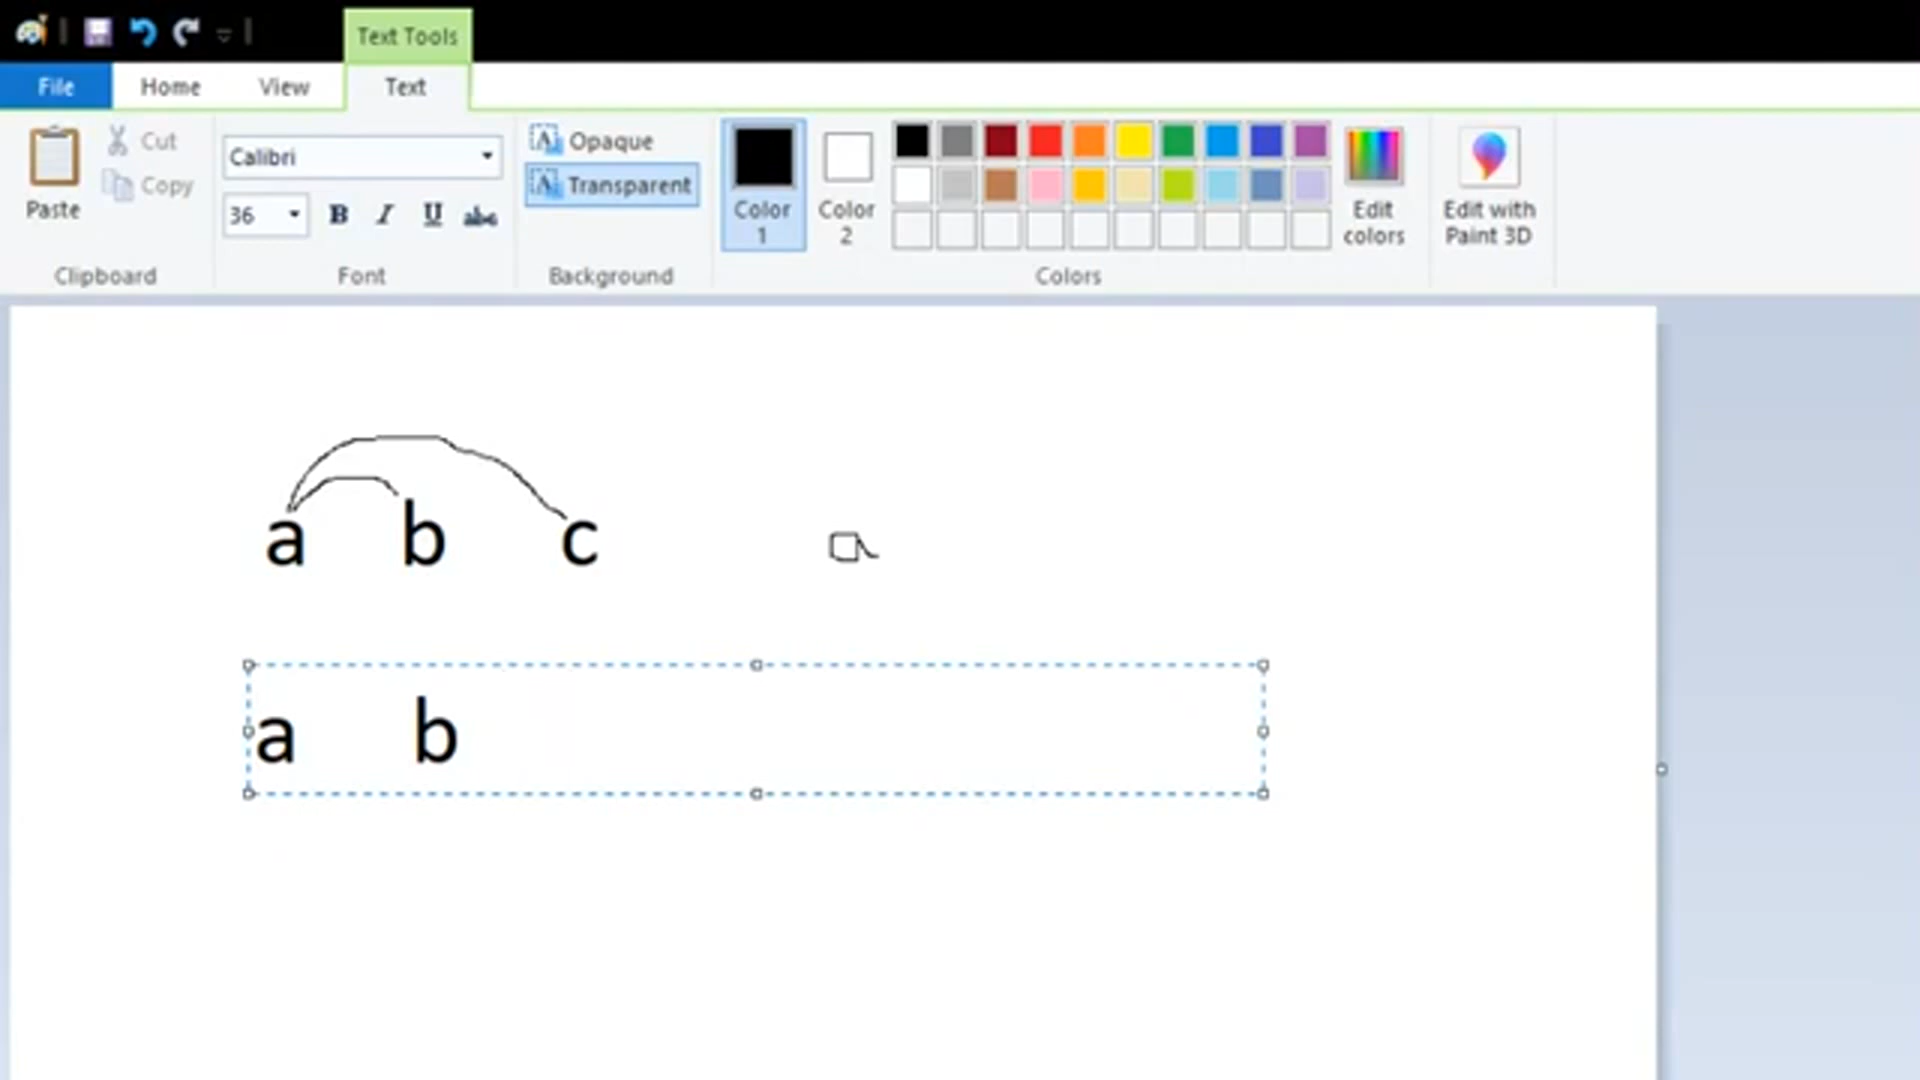 Text Tools
File Home View Text
Paste Cut Copy Calibri 36 B I U abc Opaque Transparent Color 1 Color 2 Edit colors Edit with Paint 3D
Clipboard Font Background Colors
a b c
a b